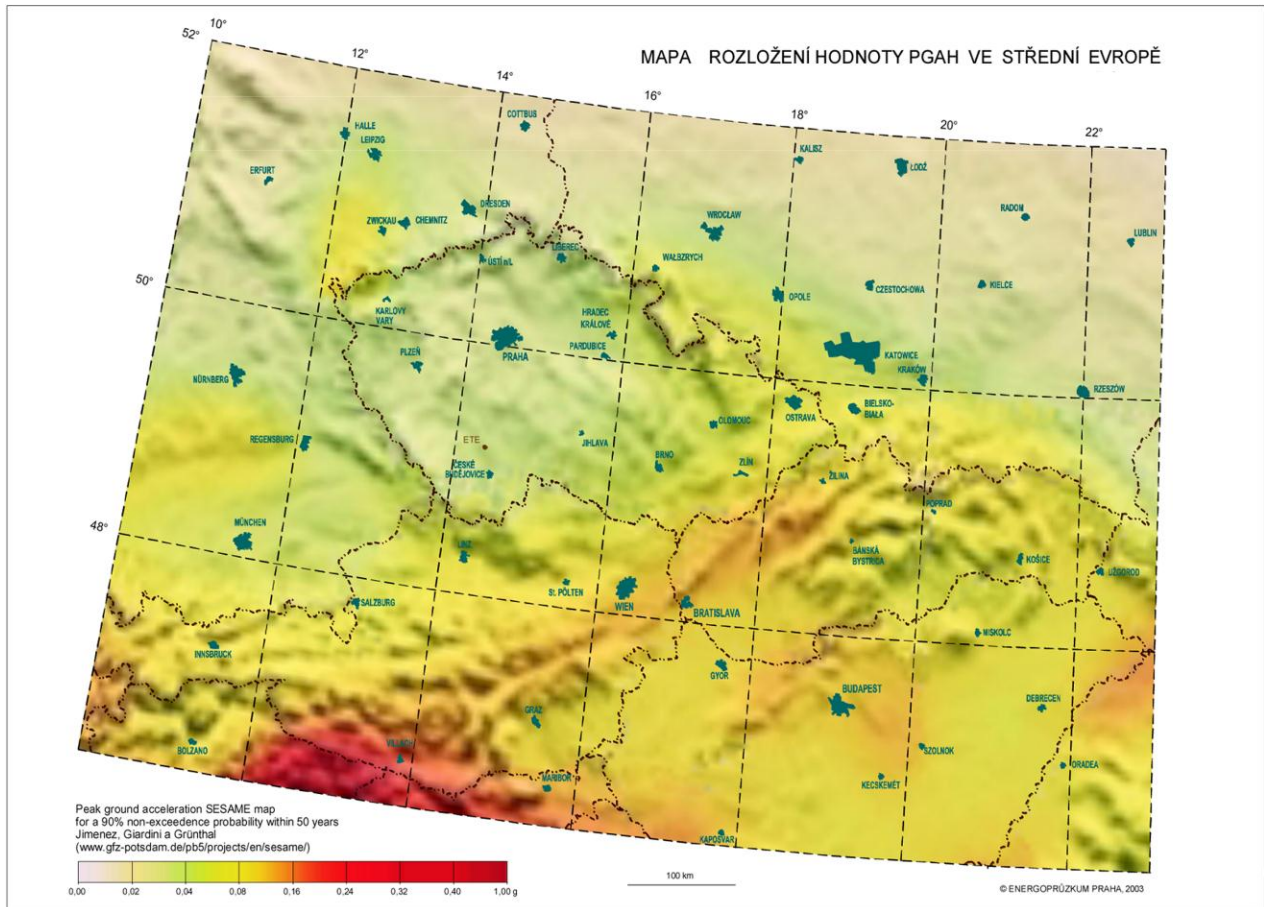 MAPA ROZLOŽENÍ HODNOTY PGAH VE STŘEDNÍ EVROPĚ
10°
52°
12°
14°
16°
18°
20°
22°
COTTBUS
HALLE
LEIPZIG
ERFURT
KALISZ
ŁODŹ
RADOM
LUBLIN
DRESDEN
ZWICKAU
CHEMNITZ
WROCŁAW
LIBEREC
ÚSTÍ n/L
WAŁBZRYCH
50°
KARLOVY
VARY
OPOLE
CZESTOCHOWA
KIELCE
HRADEC
KRÁLOVÉ
PARDUBICE
PRAHA
PLZEŇ
KATOWICE
KRAKÓW
NÜRNBERG
RZESZÓW
OSTRAVA
BIELSKO-
BIAŁA
REGENSBURG
OLOMOUC
ETE
JIHLAVA
ČESKÉ
BUDĚJOVICE
BRNO
ZLÍN
ŽILINA
POPRAD
48°
MÜNCHEN
LINZ
BANSKÁ
BYSTRICA
KOŠICE
UŽGOROD
St. PÖLTEN
WIEN
SALZBURG
BRATISLAVA
MISKOLC
INNSBRUCK
GYOR
BUDAPEST
DEBRECEN
GRAZ
BOLZANO
VILLACH
SZOLNOK
ORADEA
MARIBOR
KECSKEMÉT
KAPOSVAR
Peak ground acceleration SESAME map
for a 90% non-exceedence probability within 50 years
Jimenez, Giardini a Grünthal
(www.gfz-potsdam.de/pb5/projects/en/sesame/)
0,00 0,02 0,04 0,08 0,16 0,24 0,32 0,40 1,00 g
100 km
© ENERGOPRŮZKUM PRAHA, 2003